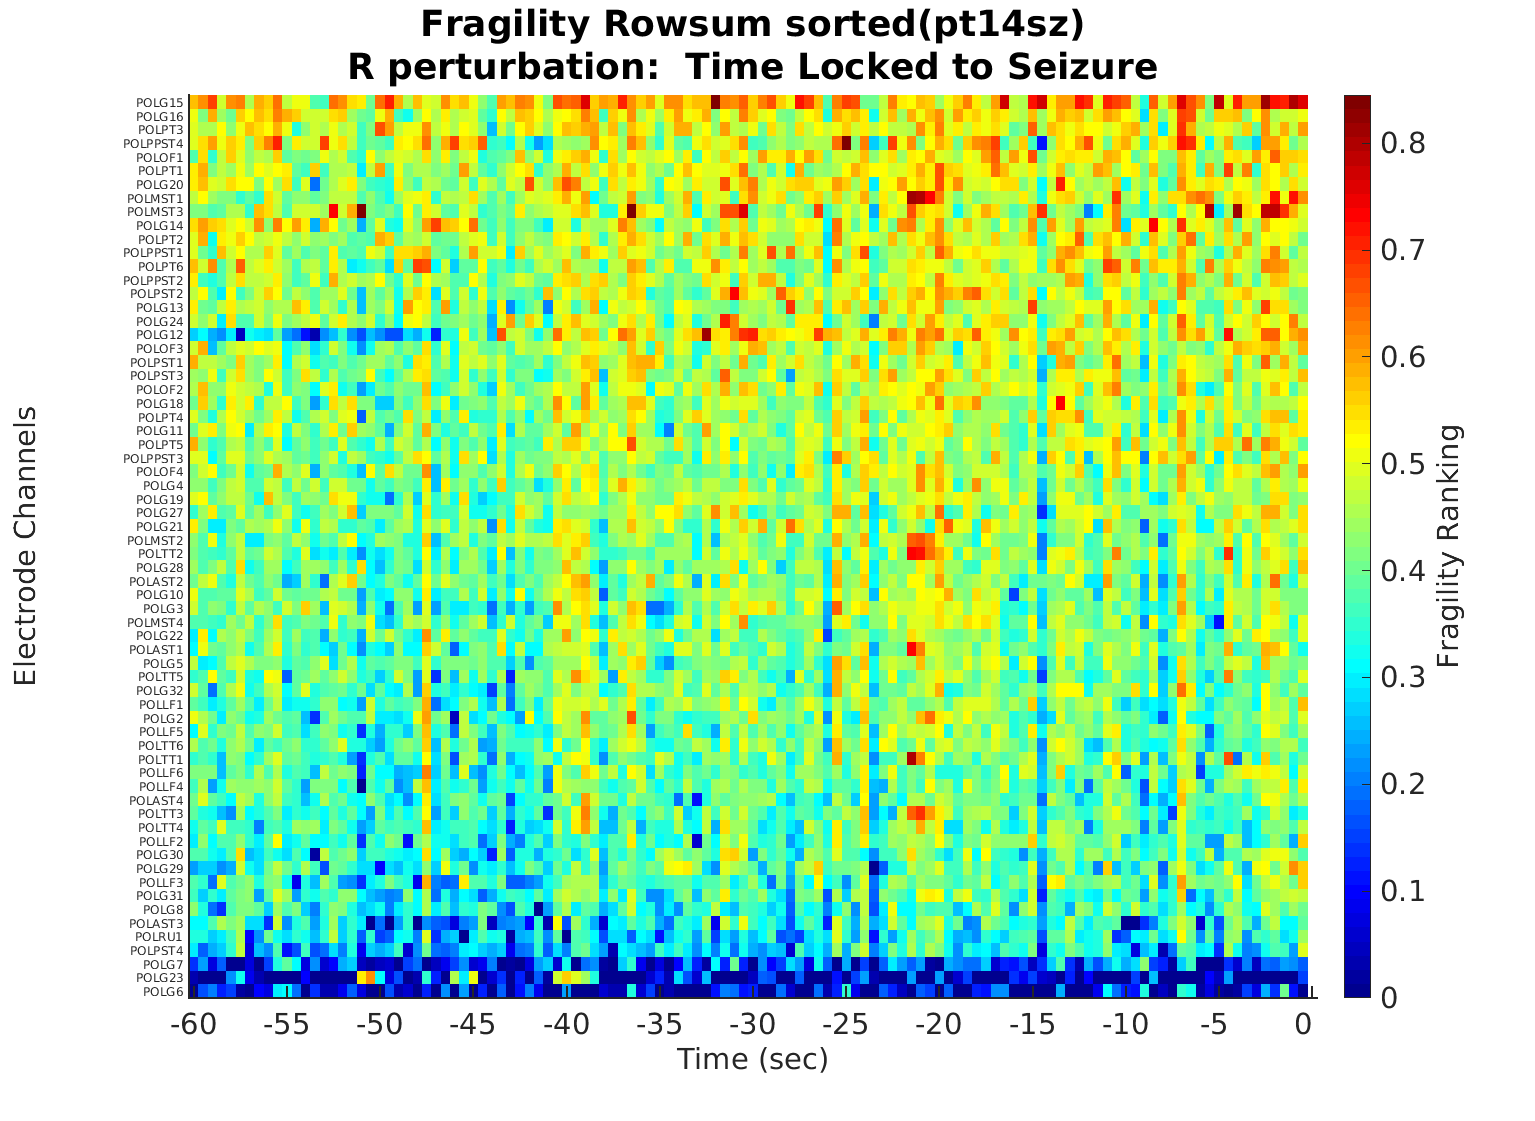 Fragility Rowsum sorted(pt14sz)
R perturbation:  Time Locked to Seizure
Electrode Channels
POLG15
POLG16
POLPT3
POLPPST4
POLOF1
POLPT1
POLG20
POLMST1
POLMST3
POLG14
POLPT2
POLPPST1
POLPT6
POLPPST2
POLPST2
POLG13
POLG24
POLG12
POLOF3
POLPST1
POLPST3
POLOF2
POLG18
POLPT4
POLG11
POLPT5
POLPPST3
POLOF4
POLG4
POLG19
POLG27
POLG21
POLMST2
POLTT2
POLG28
POLAST2
POLG10
POLG3
POLMST4
POLG22
POLAST1
POLG5
POLTT5
POLG32
POLLF1
POLG2
POLLF5
POLTT6
POLTT1
POLLF6
POLLF4
POLAST4
POLTT3
POLTT4
POLLF2
POLG30
POLG29
POLLF3
POLG31
POLG8
POLAST3
POLRU1
POLPST4
POLG7
POLG23
POLG6
-60 -55 -50 -45 -40 -35 -30 -25 -20 -15 -10 -5 0
Time (sec)
0.8
0.7
0.6
0.5
0.4
0.3
0.2
0.1
0
Fragility Ranking